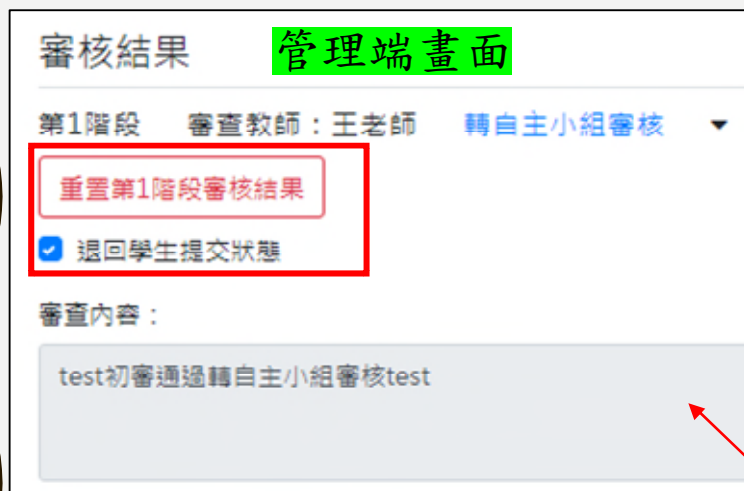 審核結果 管理端畫面
第1階段 審查教師：王老師 轉自主小組審核
重置第1階段審核結果
退回學生提交狀態
審查內容：
test初審通過轉自主小組審核test